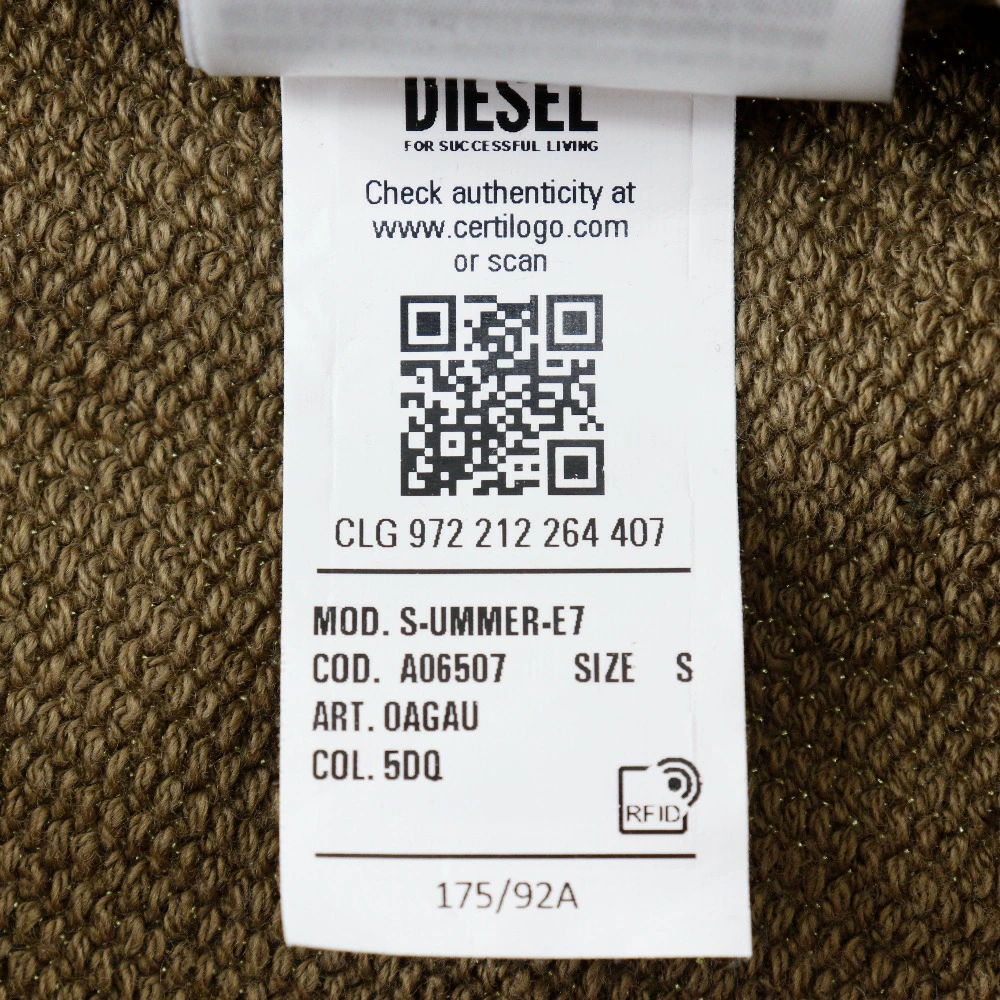 DIESEL
FOR SUCCESSFUL LIVING
Check authenticity at
www.certilogo.com
or scan
CLG 972 212 264 407
MOD. S-UMMER-E7
COD. A06507 SIZE S
ART. 0AGAU
COL. 5DQ
RFID
175/92A